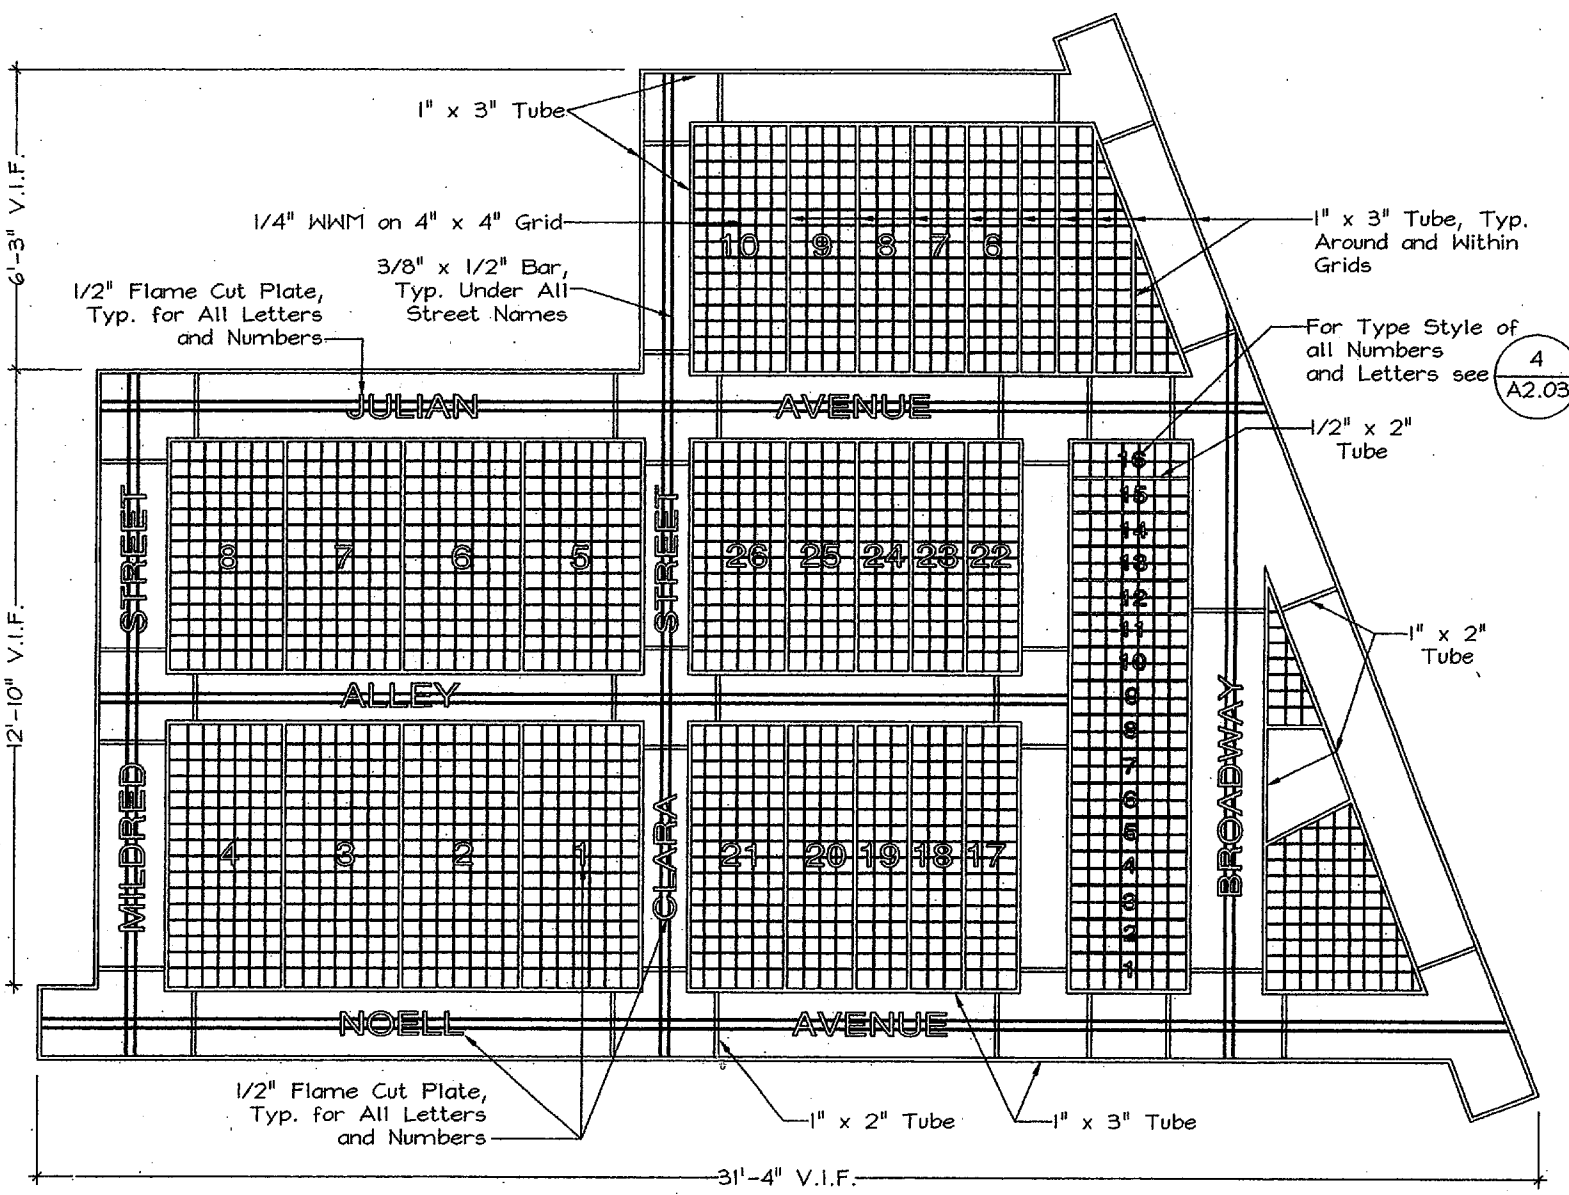 1" x 3" Tube
6'-3" V.I.F.
1/4" WWM on 4" x 4" Grid
10 9 8 7 6
1" x 3" Tube, Typ.
Around and Within
Grids
3/8" x 1/2" Bar,
Typ. Under All
Street Names
1/2" Flame Cut Plate,
Typ. for All Letters
and Numbers
For Type Style of
all Numbers
and Letters see
4
A2.03
JULIAN AVENUE
1/2" x 2"
Tube
12'-10" V.I.F.
MILDRED STREET
8 7 6 5
CLARA STREET
26 25 24 23 22
16
15
14
13
12
11
10
9
8
7
6
5
4
3
2
1
BROADWAY
1" x 2"
Tube
ALLEY
4 3 2 1
21 20 19 18 17
NOELL AVENUE
1/2" Flame Cut Plate,
Typ. for All Letters
and Numbers
1" x 2" Tube
1" x 3" Tube
31'-4" V.I.F.